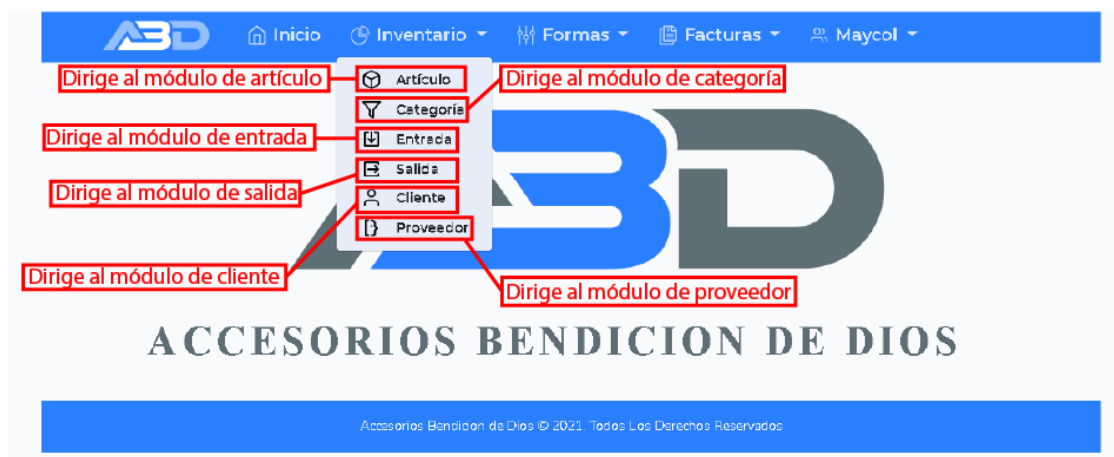 ABD Inicio Inventario Formas Facturas Maycol
Dirige al módulo de artículo
Artículo
Dirige al módulo de categoría
Categoría
Dirige al módulo de entrada
Entrada
Dirige al módulo de salida
Salida
Cliente
Proveedor
Dirige al módulo de cliente
Dirige al módulo de proveedor
ABD
ACCESORIOS BENDICION DE DIOS
Accesorios Bendicion de Dios © 2021. Todos Los Derechos Reservados